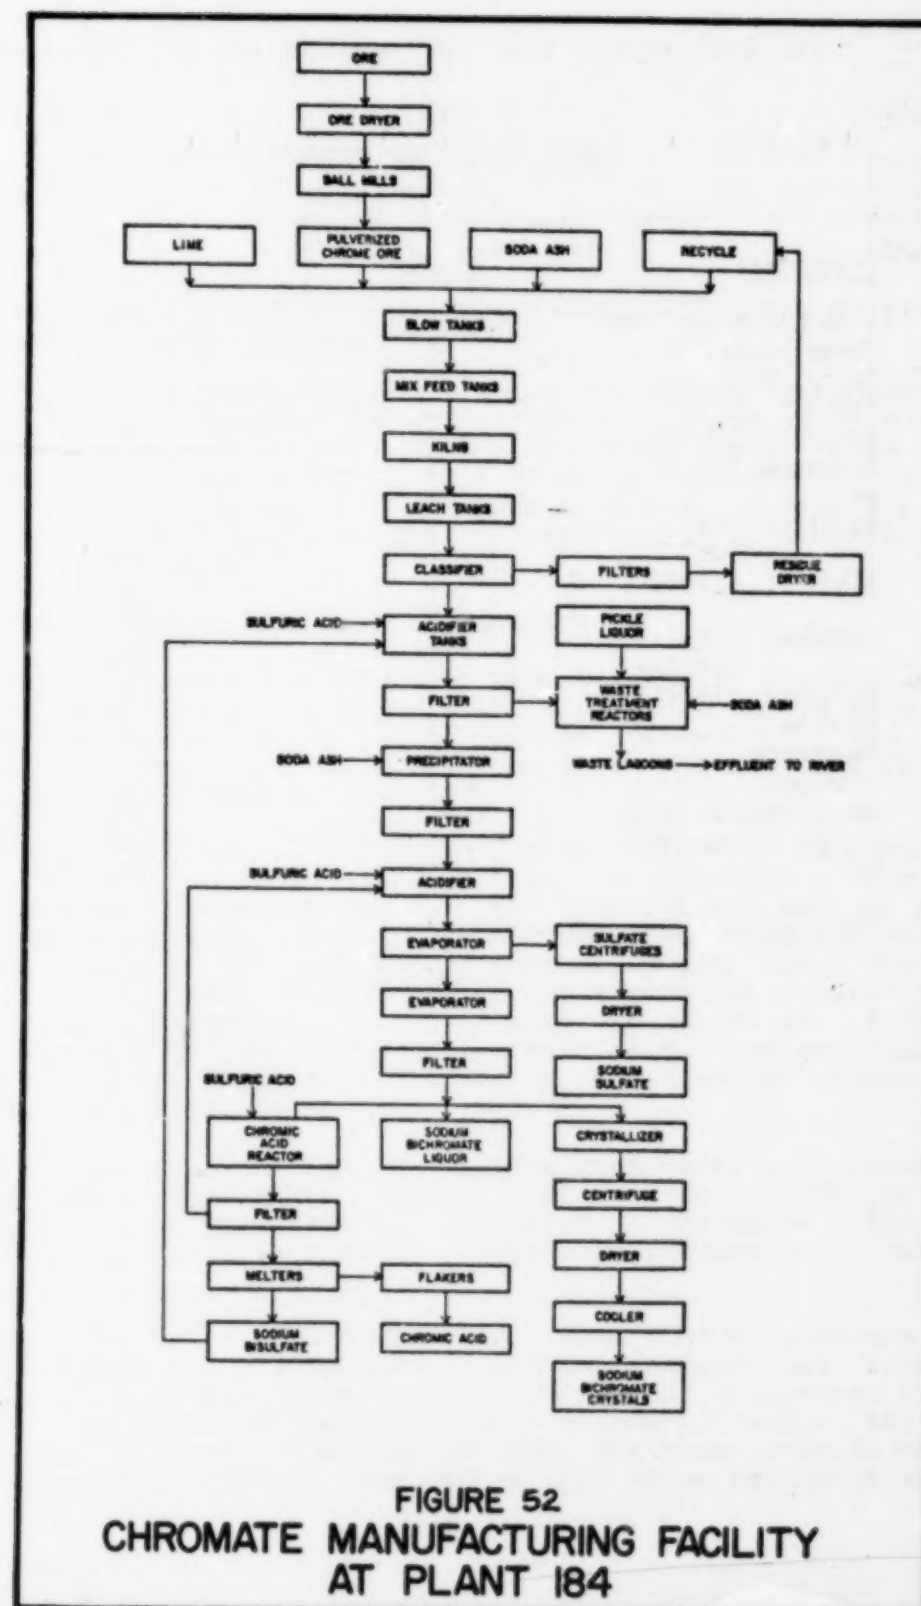 ORE
ORE DRYER
BALL MILLS
LIME
PULVERIZED
CHROME ORE
SODA ASH
RECYCLE
BLOW TANKS
MIX FEED TANKS
KILNS
LEACH TANKS
CLASSIFIER
FILTERS
RESIDUE
DRYER
SULFURIC ACID
ACIDIFIER
TANKS
PICKLE
LIQUOR
FILTER
WASTE
TREATMENT
REACTORS
SODA ASH
SODA ASH
PRECIPITATOR
WASTE LAGOONS
EFFLUENT TO RIVER
FILTER
SULFURIC ACID
ACIDIFIER
EVAPORATOR
SULFATE
CENTRIFUGES
EVAPORATOR
DRYER
FILTER
SODIUM
SULFATE
SULFURIC ACID
CHROMIC
ACID
REACTOR
SODIUM
BICHROMATE
LIQUOR
CRYSTALLIZER
FILTER
CENTRIFUGE
MELTERS
FLAKERS
DRYER
SODIUM
BISULFATE
CHROMIC ACID
COOLER
SODIUM
BICHROMATE
CRYSTALS
FIGURE 52
CHROMATE MANUFACTURING FACILITY
AT PLANT 184